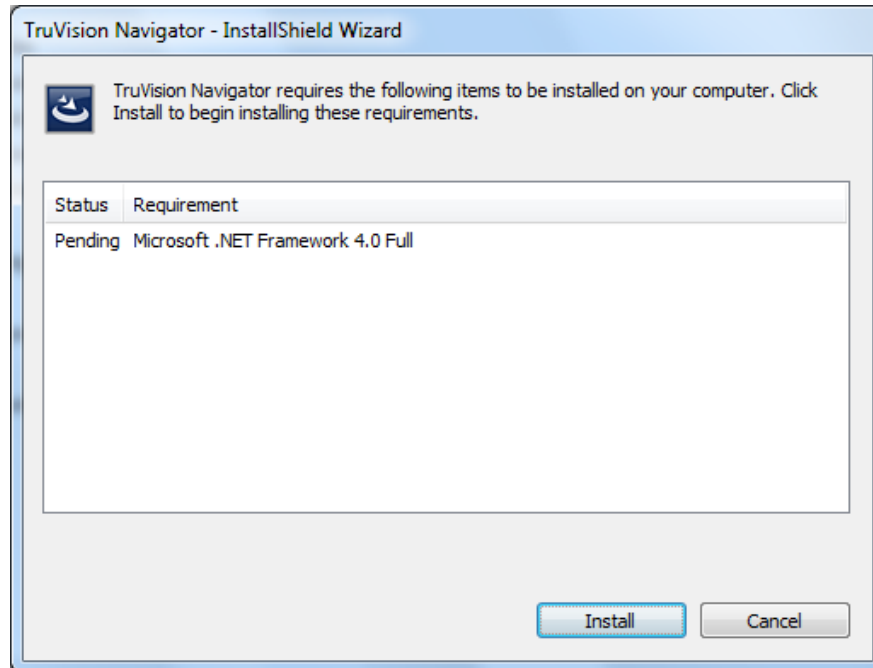 TruVision Navigator - InstallShield Wizard
TruVision Navigator requires the following items to be installed on your computer. Click
Install to begin installing these requirements.
Status Requirement
Pending Microsoft .NET Framework 4.0 Full
Install Cancel